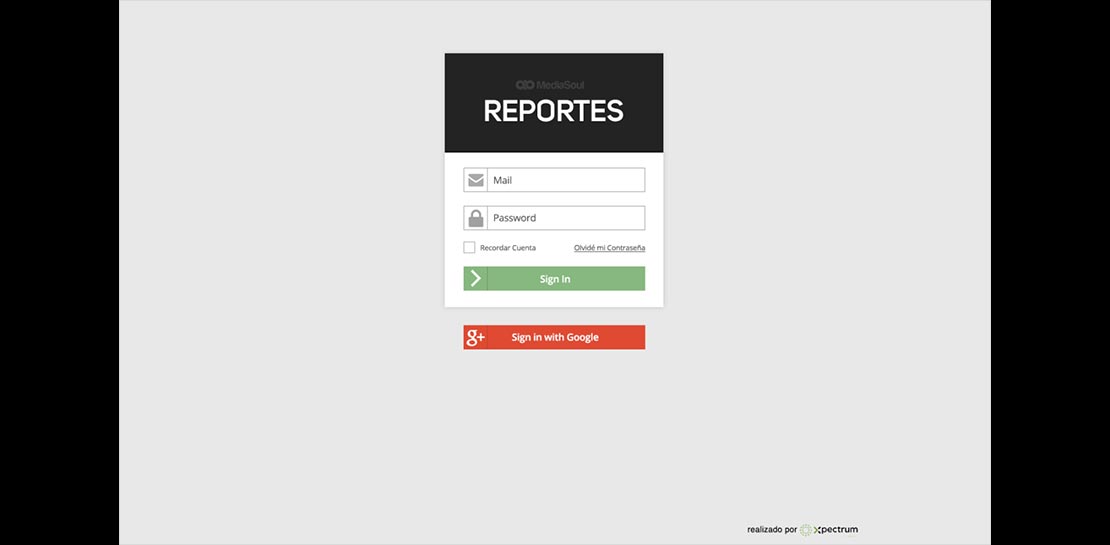 MediaSoul
REPORTES
Mail
Password
Recordar Cuenta
Olvidé mi Contraseña
Sign In
g+
Sign in with Google
realizado por xpectrum